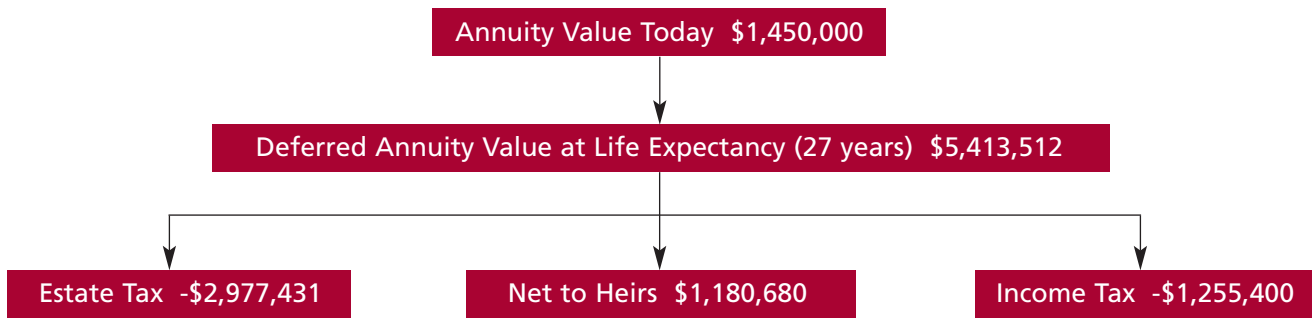 Annuity Value Today $1,450,000
Deferred Annuity Value at Life Expectancy (27 years) $5,413,512
Estate Tax -$2,977,431
Net to Heirs $1,180,680
Income Tax -$1,255,400